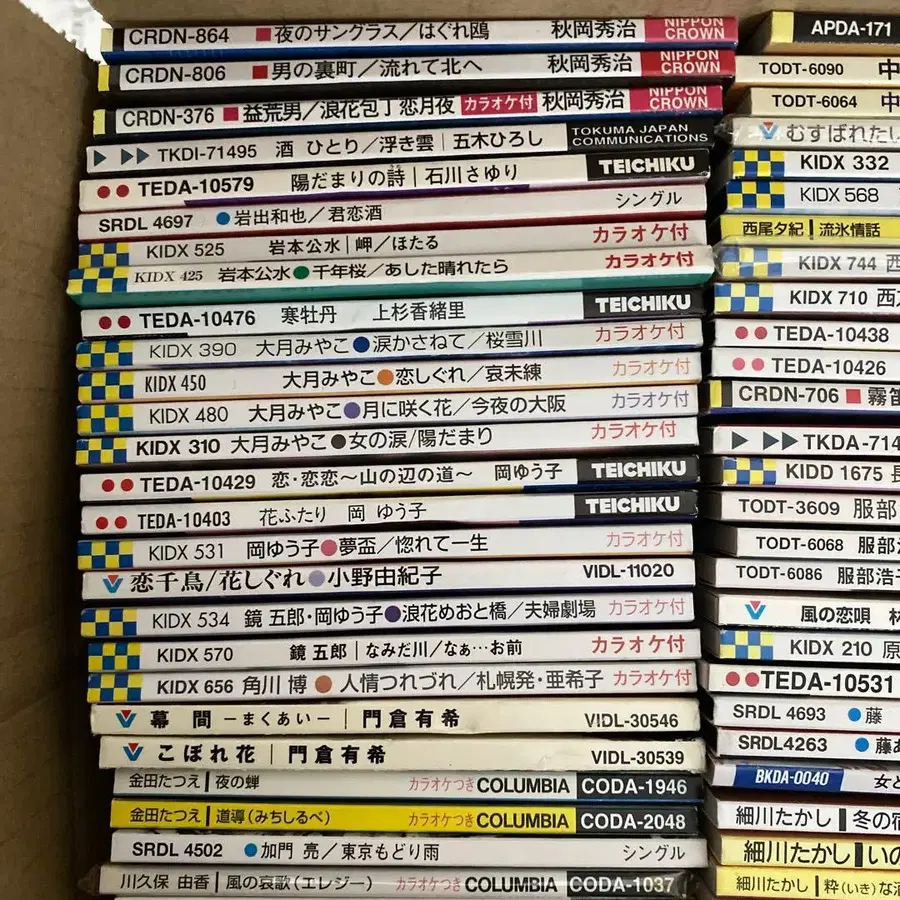 CRDN-864 ■夜のサングラス／はぐれ鴎 秋岡秀治 NIPPON CROWN
CRDN-806 ■男の裏町／流れて北へ 秋岡秀治 NIPPON CROWN
CRDN-376 ■益荒男／浪花包丁恋月夜 カラオケ付 秋岡秀治 NIPPON CROWN
TKDI-71495 酒 ひとり／浮き雲｜五木ひろし TOKUMA JAPAN COMMUNICATIONS
TEDA-10579 陽だまりの詩｜石川さゆり TEICHIKU
SRDL 4697 ●岩出和也／君恋酒 シングル
KIDX 525 岩本公水｜岬／ほたる カラオケ付
KIDX 425 岩本公水●千年桜／あした晴れたら カラオケ付
TEDA-10476 寒牡丹 上杉香緒里 TEICHIKU
KIDX 390 大月みやこ●涙かさねて／桜雪川 カラオケ付
KIDX 450 大月みやこ●恋しぐれ／哀未練 カラオケ付
KIDX 480 大月みやこ●月に咲く花／今夜の大阪 カラオケ付
KIDX 310 大月みやこ●女の涙/陽だまり カラオケ付
TEDA-10429 恋・恋恋〜山の辺の道〜 岡ゆう子 TEICHIKU
TEDA-10403 花ふたり 岡 ゆう子 TEICHIKU
KIDX 531 岡ゆう子●夢盃／惚れて一生 カラオケ付
恋千鳥/花しぐれ●小野由紀子 VIDL-11020
KIDX 534 鏡 五郎・岡ゆう子●浪花めおと橋／夫婦劇場 カラオケ付
KIDX 570 鏡 五郎｜なみだ川／なぁ…お前 カラオケ付
KIDX 656 角川 博●人情つれづれ／札幌発・亜希子 カラオケ付
幕 間 ーまくあいー｜門倉有希 VIDL-30546
こぼれ花｜門倉有希 VIDL-30539
金田たつえ｜夜の蝉 カラオケつき COLUMBIA CODA-1946
金田たつえ｜道導（みちしるべ） カラオケつき COLUMBIA CODA-2048
SRDL 4502 ●加門 亮／東京もどり雨 シングル
川久保 由香｜風の哀歌（エレジー） カラオケつき COLUMBIA CODA-1037
APDA-171
TODT-6090 中
TODT-6064 中
むすばれたい
KIDX 332
KIDX 568
西尾夕紀｜流氷情話
KIDX 744 西
KIDX 710 西
TEDA-10438
TEDA-10426
CRDN-706 ■霧笛
TKDA-714
KIDD 1675 長
TODT-3609 服部
TODT-6068 服部
TODT-6086 服部浩
風の恋唄 林
KIDX 210 原
TEDA-10531
SRDL 4693 ●藤
SRDL4263 ●藤あ
BKDA-0040 女と
細川たかし｜冬の宿
細川たかし｜いの
細川たかし｜粋（いき）な酒